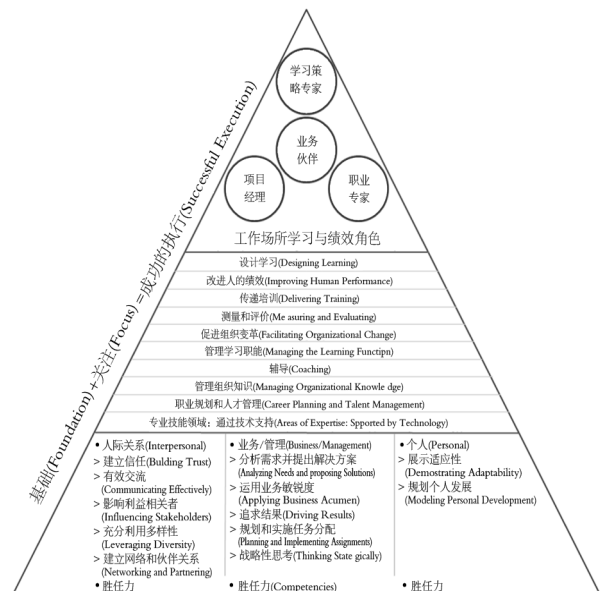 学习策
略专家
业务
伙伴
项目
经理
职业
专家
基础(Foundation)+关注(Focus)=成功的执行(Successful Execution)
工作场所学习与绩效角色
设计学习(Designing Learning)
改进人的绩效(Improving Human Performance)
传递培训(Delivering Training)
测量和评价(Me asuring and Evaluating)
促进组织变革(Facilitating Organizational Change)
管理学习职能(Managing the Learning Functipn)
辅导(Coaching)
管理组织知识(Managing Organizational Knowle dge)
职业规划和人才管理(Career Planning and Talent Management)
专业技能领域：通过技术支持(Areas of Expertise: Spported by Technology)
• 人际关系(Interpersonal)
> 建立信任(Bulding Trust)
> 有效交流
(Communicating Effectively)
> 影响利益相关者
(Influencing Stakeholders)
> 充分利用多样性
(Leveraging Diversity)
> 建立网络和伙伴关系
(Networking and Partnering)
• 胜任力
• 业务/管理(Business/Management)
> 分析需求并提出解决方案
(Analyzing Needs and proposing Solutions)
> 运用业务敏锐度
(Applying Business Acumen)
> 追求结果(Driving Results)
> 规划和实施任务分配
(Planning and Implementing Assignments)
> 战略性思考(Thinking State gically)
• 胜任力(Competencies)
• 个人(Personal)
> 展示适应性
(Demostrating Adaptability)
> 规划个人发展
(Modeling Personal Development)
• 胜任力